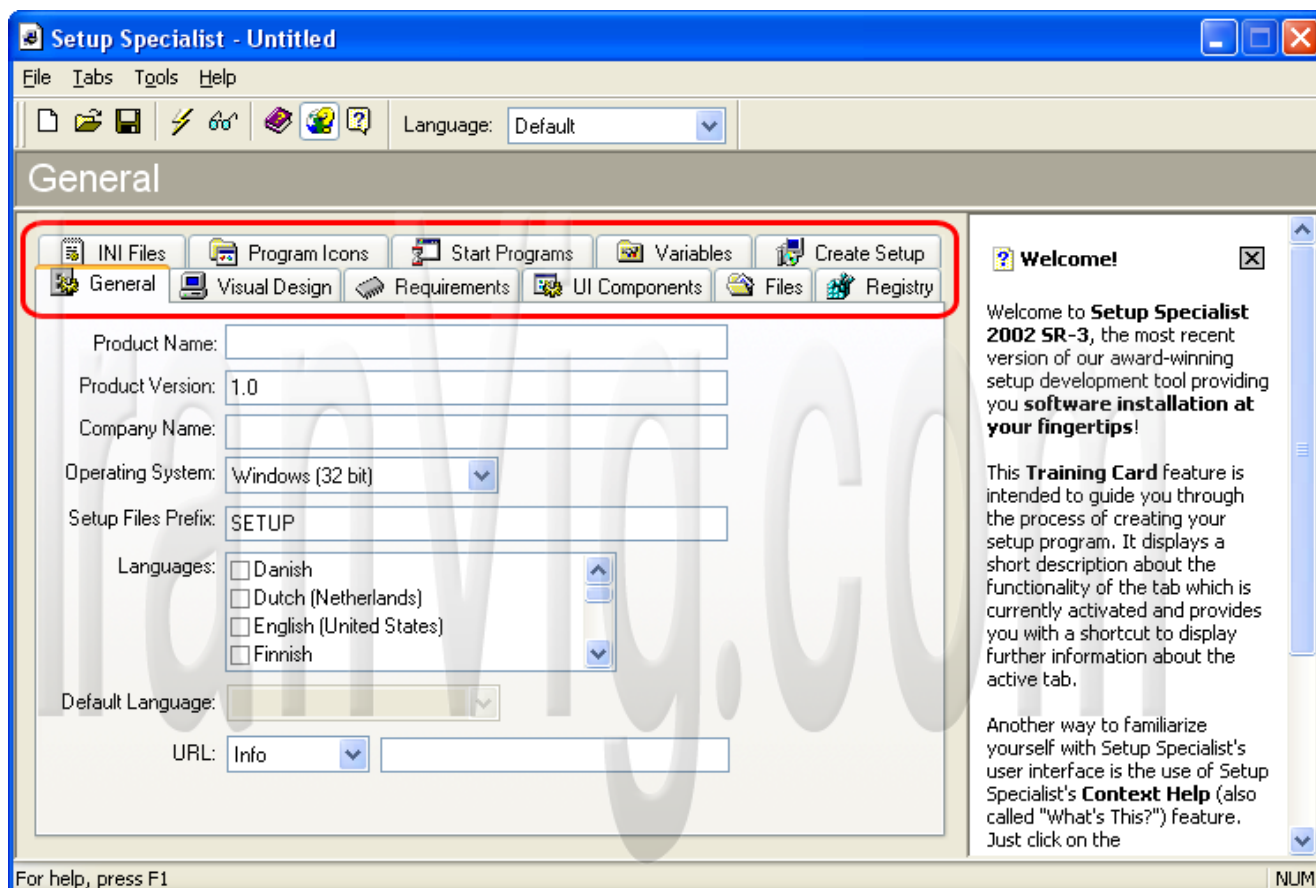 Setup Specialist - Untitled
File Tabs Tools Help
Language: Default
General
INI Files Program Icons Start Programs Variables Create Setup
General Visual Design Requirements UI Components Files Registry
Product Name:
Product Version: 1.0
Company Name:
Operating System: Windows (32 bit)
Setup Files Prefix: SETUP
Languages: Danish
Dutch (Netherlands)
English (United States)
Finnish
Default Language:
URL: Info
Welcome!
Welcome to Setup Specialist
2002 SR-3, the most recent
version of our award-winning
setup development tool providing
you software installation at
your fingertips!
This Training Card feature is
intended to guide you through
the process of creating your
setup program. It displays a
short description about the
functionality of the tab which is
currently activated and provides
you with a shortcut to display
further information about the
active tab.
Another way to familiarize
yourself with Setup Specialist's
user interface is the use of Setup
Specialist's Context Help (also
called "What's This?") feature.
Just click on the
For help, press F1
NUM
IranVig.com